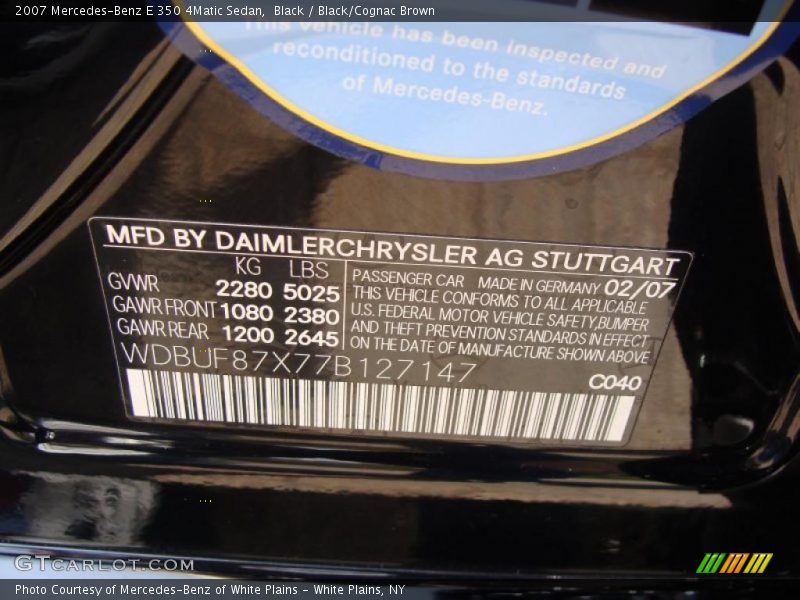 2007 Mercedes-Benz E 350 4Matic Sedan, Black / Black/Cognac Brown
This vehicle has been inspected and
reconditioned to the standards
of Mercedes-Benz.
MFD BY DAIMLERCHRYSLER AG STUTTGART
KG LBS
GVWR 2280 5025
GAWR FRONT 1080 2380
GAWR REAR 1200 2645
PASSENGER CAR MADE IN GERMANY 02/07
THIS VEHICLE CONFORMS TO ALL APPLICABLE
U.S. FEDERAL MOTOR VEHICLE SAFETY,BUMPER
AND THEFT PREVENTION STANDARDS IN EFFECT
ON THE DATE OF MANUFACTURE SHOWN ABOVE
WDBUF87X77B127147
C040
GTCARLOT.COM
Photo Courtesy of Mercedes-Benz of White Plains - White Plains, NY